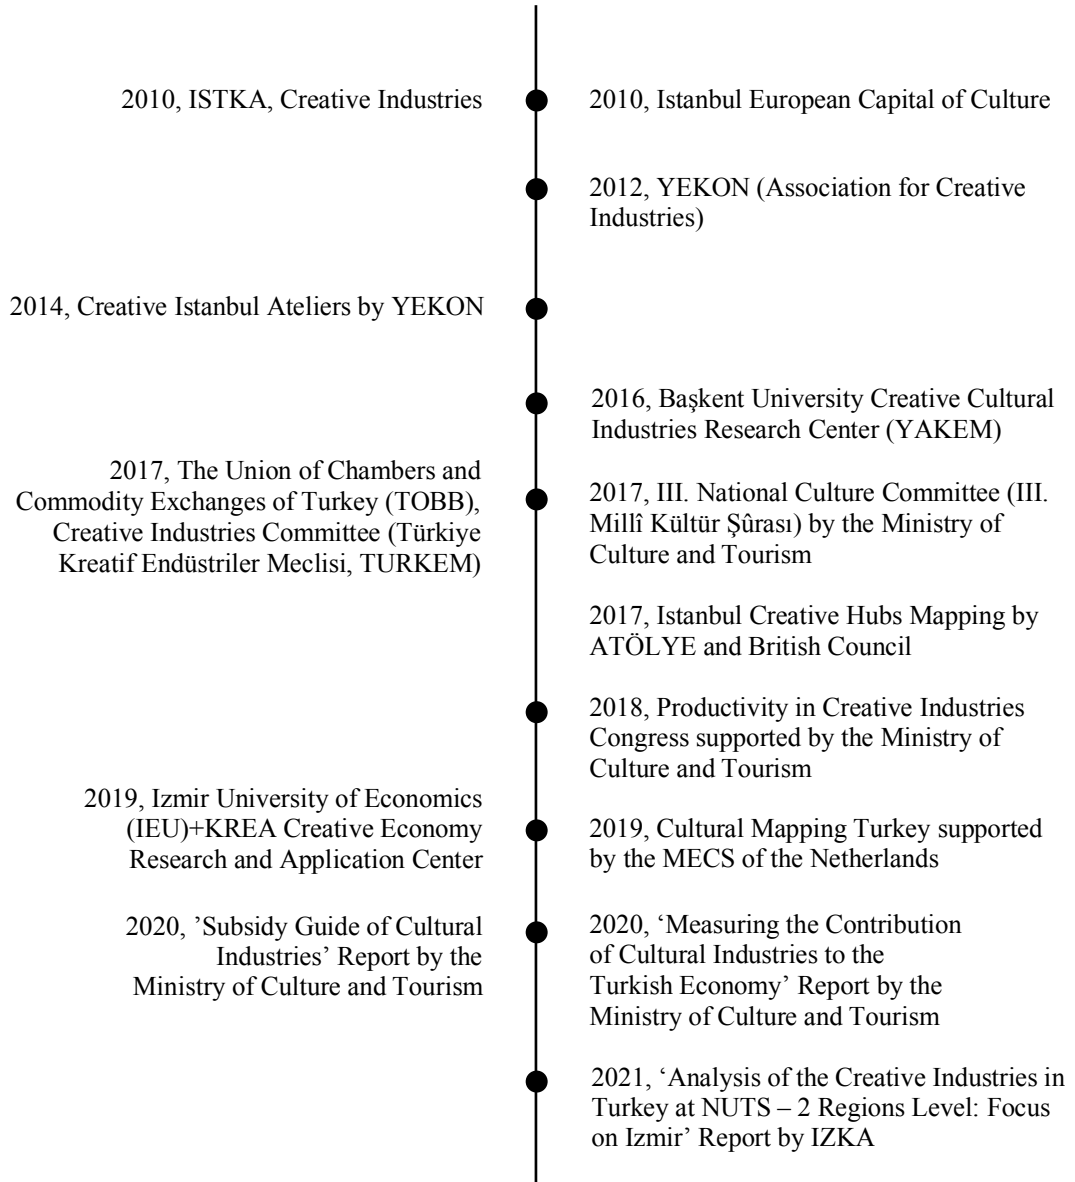 2010, ISTKA, Creative Industries
2010, Istanbul European Capital of Culture
2012, YEKON (Association for Creative
Industries)
2014, Creative Istanbul Ateliers by YEKON
2016, Başkent University Creative Cultural
Industries Research Center (YAKEM)
2017, The Union of Chambers and
Commodity Exchanges of Turkey (TOBB),
Creative Industries Committee (Türkiye
Kreatif Endüstriler Meclisi, TURKEM)
2017, III. National Culture Committee (III.
Millî Kültür Şûrası) by the Ministry of
Culture and Tourism
2017, Istanbul Creative Hubs Mapping by
ATÖLYE and British Council
2018, Productivity in Creative Industries
Congress supported by the Ministry of
Culture and Tourism
2019, Izmir University of Economics
(IEU)+KREA Creative Economy
Research and Application Center
2019, Cultural Mapping Turkey supported
by the MECS of the Netherlands
2020, ’Subsidy Guide of Cultural
Industries’ Report by the
Ministry of Culture and Tourism
2020, ‘Measuring the Contribution
of Cultural Industries to the
Turkish Economy’ Report by the
Ministry of Culture and Tourism
2021, ‘Analysis of the Creative Industries in
Turkey at NUTS – 2 Regions Level: Focus
on Izmir’ Report by IZKA